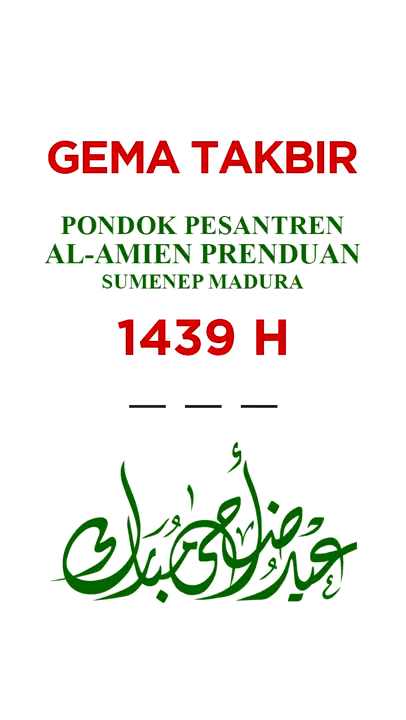 GEMA TAKBIR
PONDOK PESANTREN
AL-AMIEN PRENDUAN
SUMENEP MADURA
1439 H
عيد أضحى مبارك